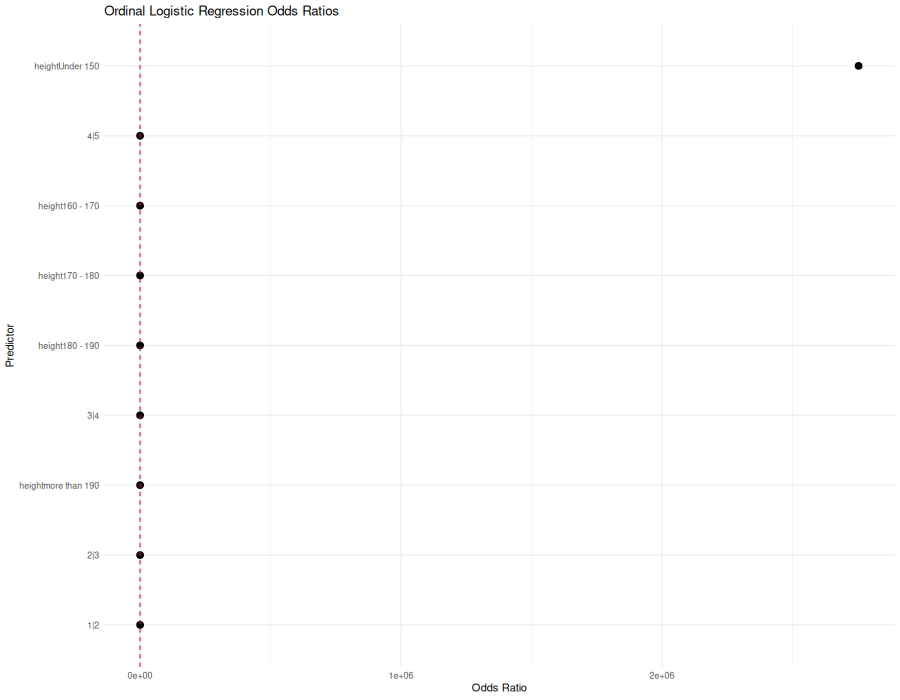 Ordinal Logistic Regression Odds Ratios
heightUnder 150
4|5
height160 - 170
height170 - 180
height180 - 190
3|4
heightmore than 190
2|3
1|2
Predictor
0e+00 1e+06 2e+06
Odds Ratio